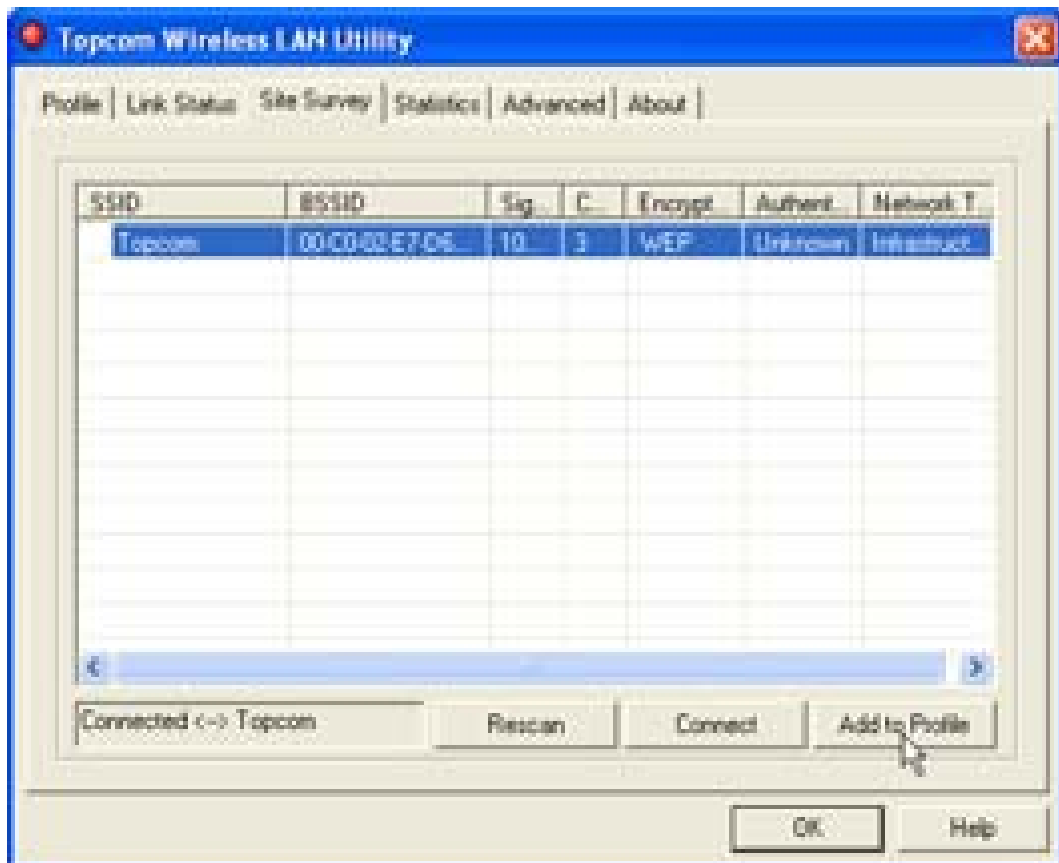 Topcom Wireless LAN Utility
Profile Link Status Site Survey Statistics Advanced About
SSID BSSID Sig... C... Encrypt... Authent... Network T...
Topcom 00-C0-02-E7-D6... 10... 3 WEP Unknown Infrastruct...
Connected <--> Topcom Rescan Connect Add to Profile
OK Help